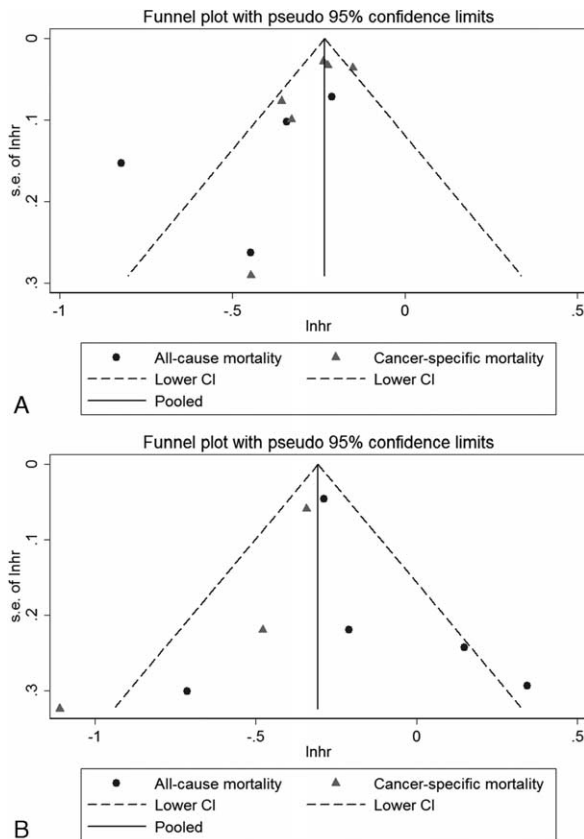 Funnel plot with pseudo 95% confidence limits
0
.1
.2
.3
s.e. of lnhr
-1
-.5
0
.5
lnhr
All-cause mortality
Cancer-specific mortality
Lower CI
Lower CI
Pooled
A
Funnel plot with pseudo 95% confidence limits
0
.1
.2
.3
s.e. of lnhr
-1
-.5
0
.5
lnhr
All-cause mortality
Cancer-specific mortality
Lower CI
Lower CI
Pooled
B